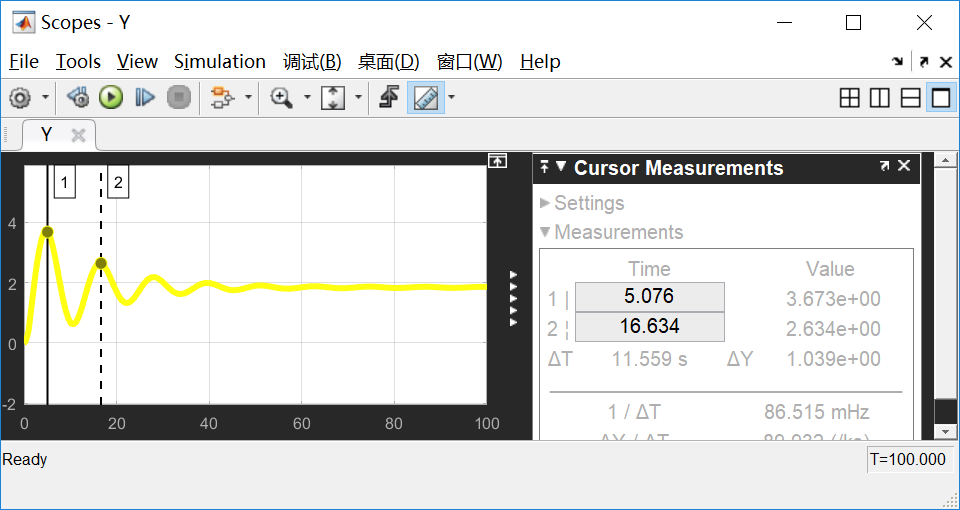 Scopes - Y
File Tools View Simulation 调试(B) 桌面(D) 窗口(W) Help
Y
1 2
4
2
0
-2
0 20 40 60 80 100
Cursor Measurements
Settings
Measurements
Time Value
1 | 5.076 3.673e+00
2 ¦ 16.634 2.634e+00
ΔT 11.559 s ΔY 1.039e+00
1 / ΔT 86.515 mHz
Ready T=100.000